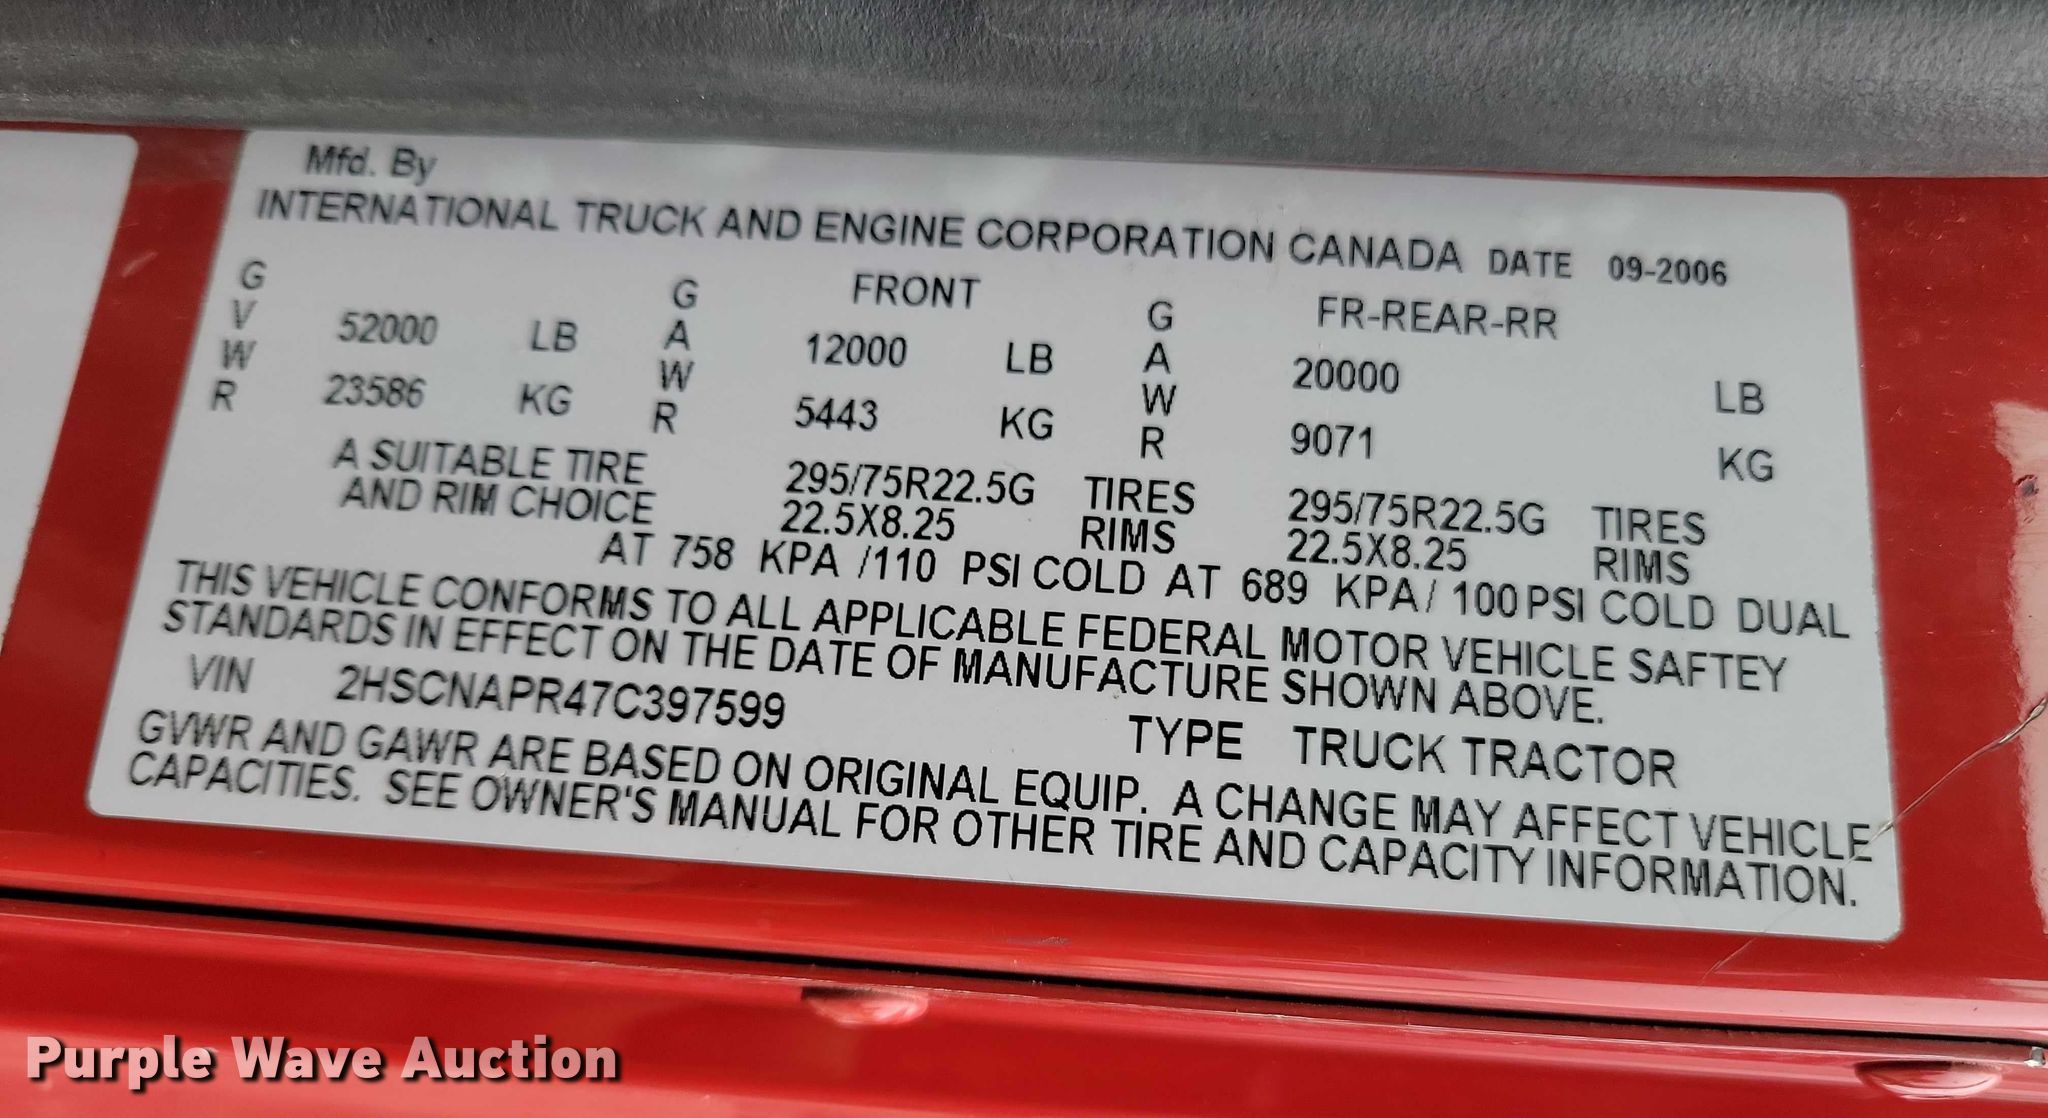 Mfd. By
INTERNATIONAL TRUCK AND ENGINE CORPORATION CANADA DATE 09-2006
GVWR 52000 LB 23586 KG
GAWR FRONT 12000 LB 5443 KG
GAWR FR-REAR-RR 20000 LB 9071 KG
A SUITABLE TIRE 295/75R22.5G TIRES 295/75R22.5G TIRES
AND RIM CHOICE 22.5X8.25 RIMS 22.5X8.25 RIMS
AT 758 KPA /110 PSI COLD AT 689 KPA/ 100 PSI COLD DUAL
THIS VEHICLE CONFORMS TO ALL APPLICABLE FEDERAL MOTOR VEHICLE SAFTEY
STANDARDS IN EFFECT ON THE DATE OF MANUFACTURE SHOWN ABOVE.
VIN 2HSCNAPR47C397599 TYPE TRUCK TRACTOR
GVWR AND GAWR ARE BASED ON ORIGINAL EQUIP. A CHANGE MAY AFFECT VEHICLE
CAPACITIES. SEE OWNER'S MANUAL FOR OTHER TIRE AND CAPACITY INFORMATION.
Purple Wave Auction